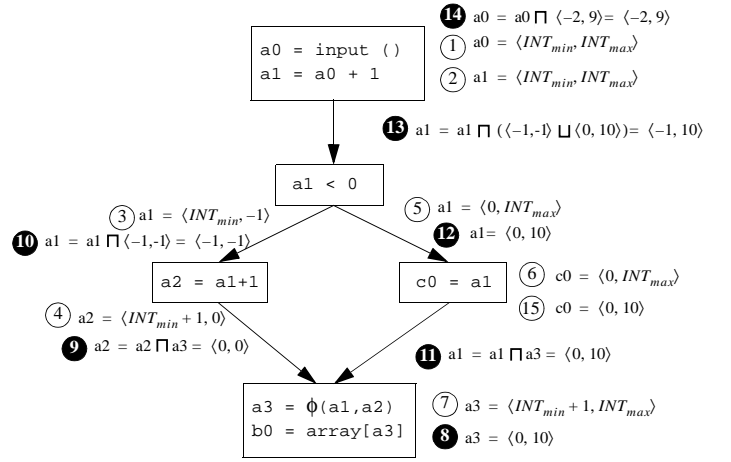 14 a0 = a0 ⊓ ⟨–2, 9⟩= ⟨–2, 9⟩
a0 = input ()
1 a0 = ⟨INT_min, INT_max⟩
a1 = a0 + 1
2 a1 = ⟨INT_min, INT_max⟩
13 a1 = a1 ⊓ (⟨–1,-1⟩ ⊔ ⟨0, 10⟩)= ⟨–1, 10⟩
a1 < 0
3 a1 = ⟨INT_min, –1⟩
5 a1 = ⟨0, INT_max⟩
10 a1 = a1 ⊓ ⟨–1,-1⟩ = ⟨–1, –1⟩
12 a1= ⟨0, 10⟩
a2 = a1+1
c0 = a1
6 c0 = ⟨0, INT_max⟩
15 c0 = ⟨0, 10⟩
4 a2 = ⟨INT_min + 1, 0⟩
9 a2 = a2 ⊓ a3 = ⟨0, 0⟩
11 a1 = a1 ⊓ a3 = ⟨0, 10⟩
a3 = ϕ(a1,a2)
7 a3 = ⟨INT_min + 1, INT_max⟩
b0 = array[a3]
8 a3 = ⟨0, 10⟩